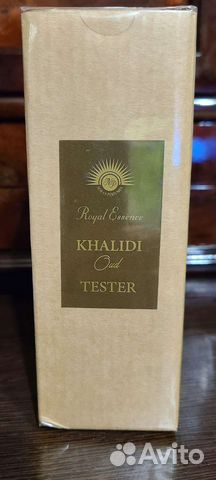 Royal Essence
KHALIDI
Oud
TESTER
Avito